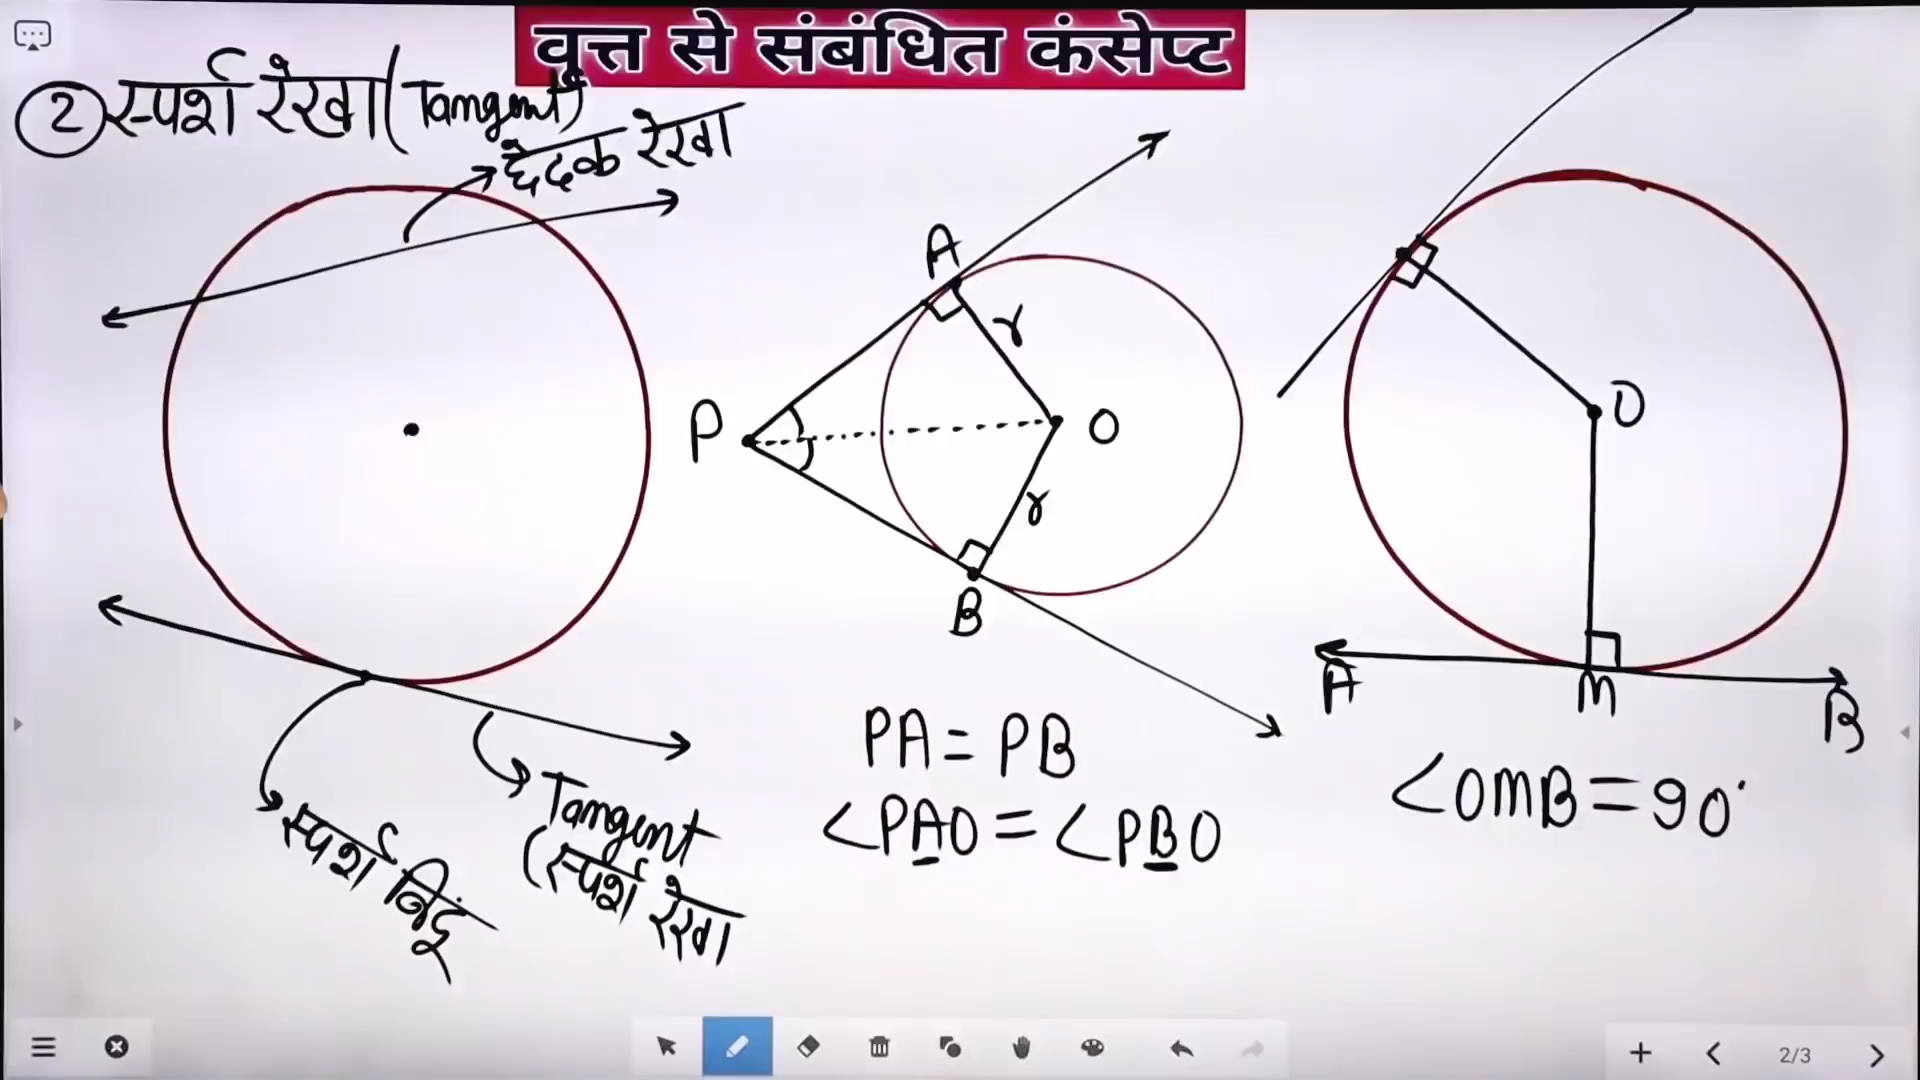 वृत्त से संबंधित कंसेप्ट
② स्पर्श रेखा (Tangent)
छेदक रेखा
A
r
P
O
r
B
PA = PB
∠PAO = ∠PBO
O
A
M
B
∠OMB = 90°
स्पर्श बिंदु
Tangent
(स्पर्श रेखा
2/3